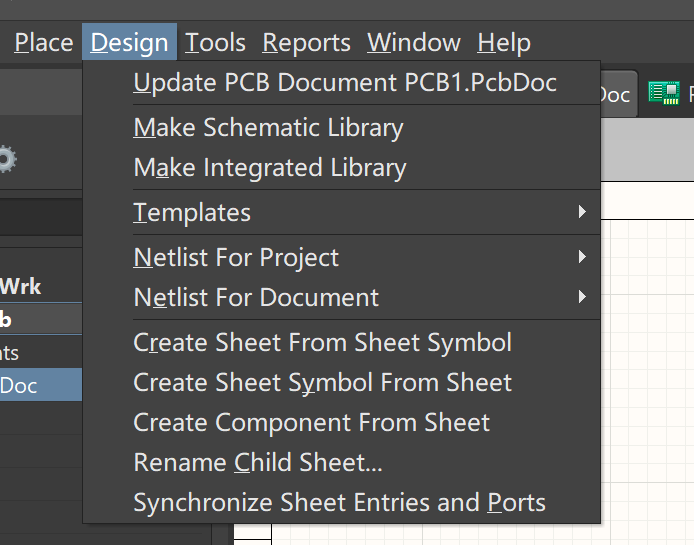 Place Design Tools Reports Window Help
Update PCB Document PCB1.PcbDoc
Doc
Make Schematic Library
Make Integrated Library
Templates
Netlist For Project
Wrk
Netlist For Document
b
Create Sheet From Sheet Symbol
nts
Create Sheet Symbol From Sheet
Doc
Create Component From Sheet
Rename Child Sheet...
Synchronize Sheet Entries and Ports